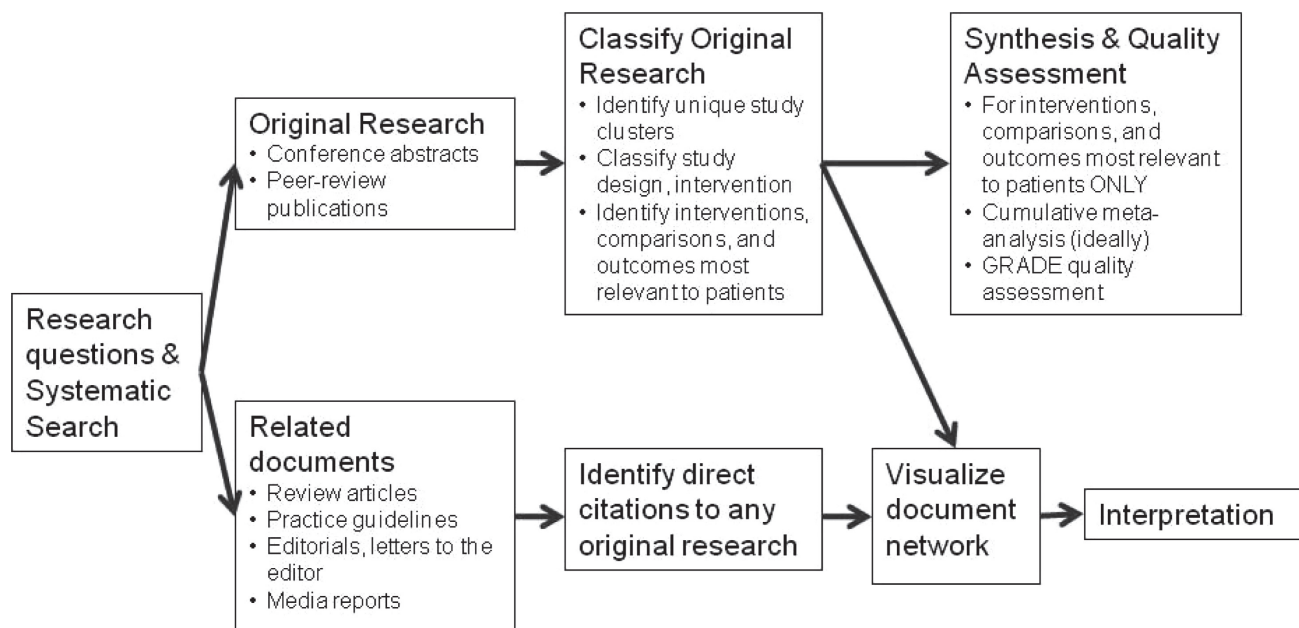 Research
questions &
Systematic
Search
Original Research
• Conference abstracts
• Peer-review
publications
Classify Original
Research
• Identify unique study
clusters
• Classify study
design, intervention
• Identify interventions,
comparisons, and
outcomes most
relevant to patients
Synthesis & Quality
Assessment
• For interventions,
comparisons, and
outcomes most relevant
to patients ONLY
• Cumulative meta-
analysis (ideally)
• GRADE quality
assessment
Related
documents
• Review articles
• Practice guidelines
• Editorials, letters to the
editor
• Media reports
Identify direct
citations to any
original research
Visualize
document
network
Interpretation